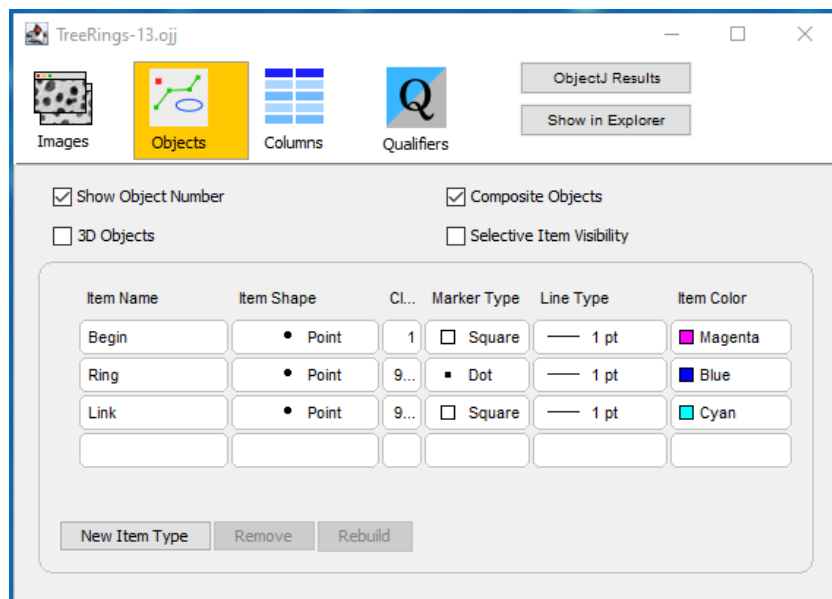 TreeRings-13.ojj
ObjectJ Results
Show in Explorer
Images Objects Columns Qualifiers
Q
Show Object Number Composite Objects
3D Objects Selective Item Visibility
Item Name Item Shape Cl... Marker Type Line Type Item Color
Begin Point 1 Square 1 pt Magenta
Ring Point 9... Dot 1 pt Blue
Link Point 9... Square 1 pt Cyan
New Item Type Remove Rebuild